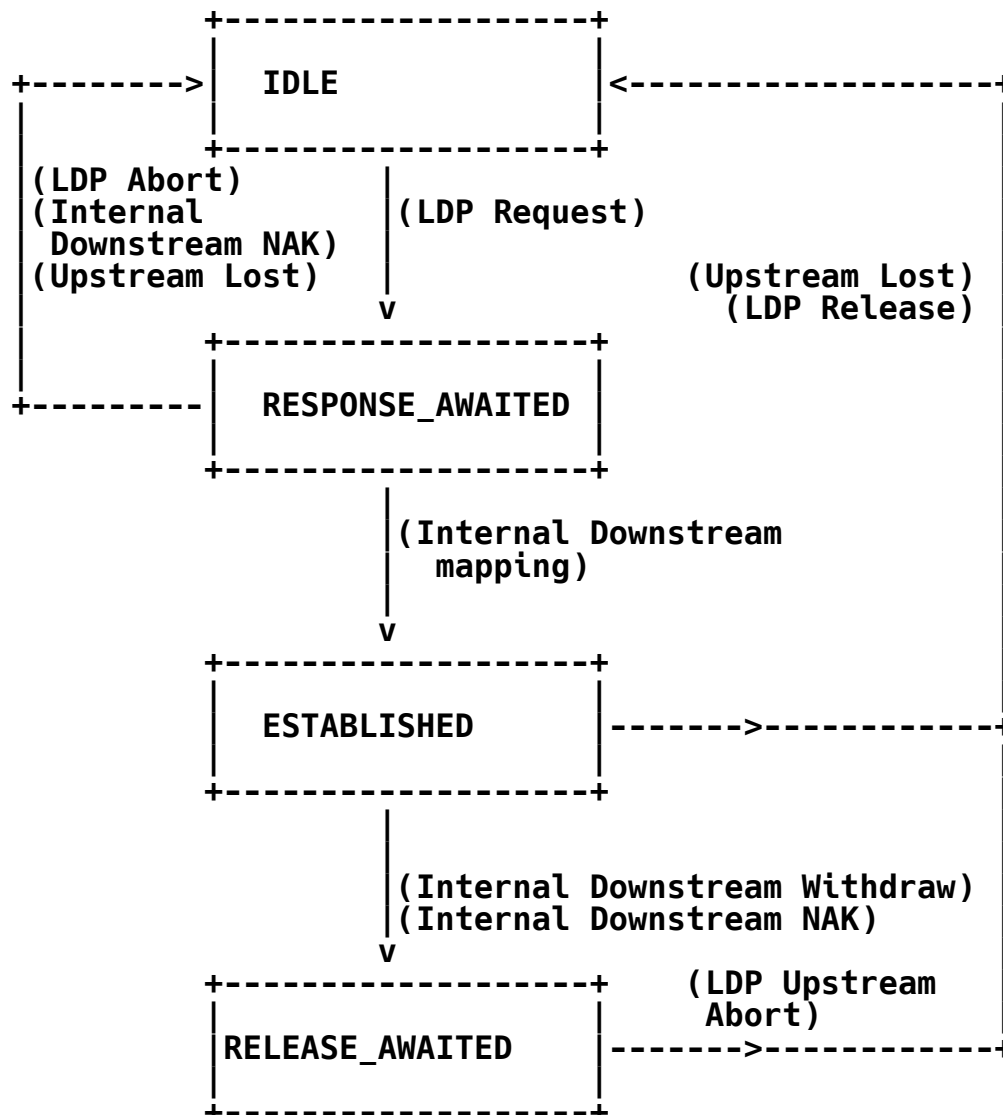 IDLE
(LDP Abort)
(Internal
Downstream NAK)
(Upstream Lost)
(LDP Request)
(Upstream Lost)
(LDP Release)
RESPONSE_AWAITED
(Internal Downstream
mapping)
ESTABLISHED
(Internal Downstream Withdraw)
(Internal Downstream NAK)
(LDP Upstream
Abort)
RELEASE_AWAITED